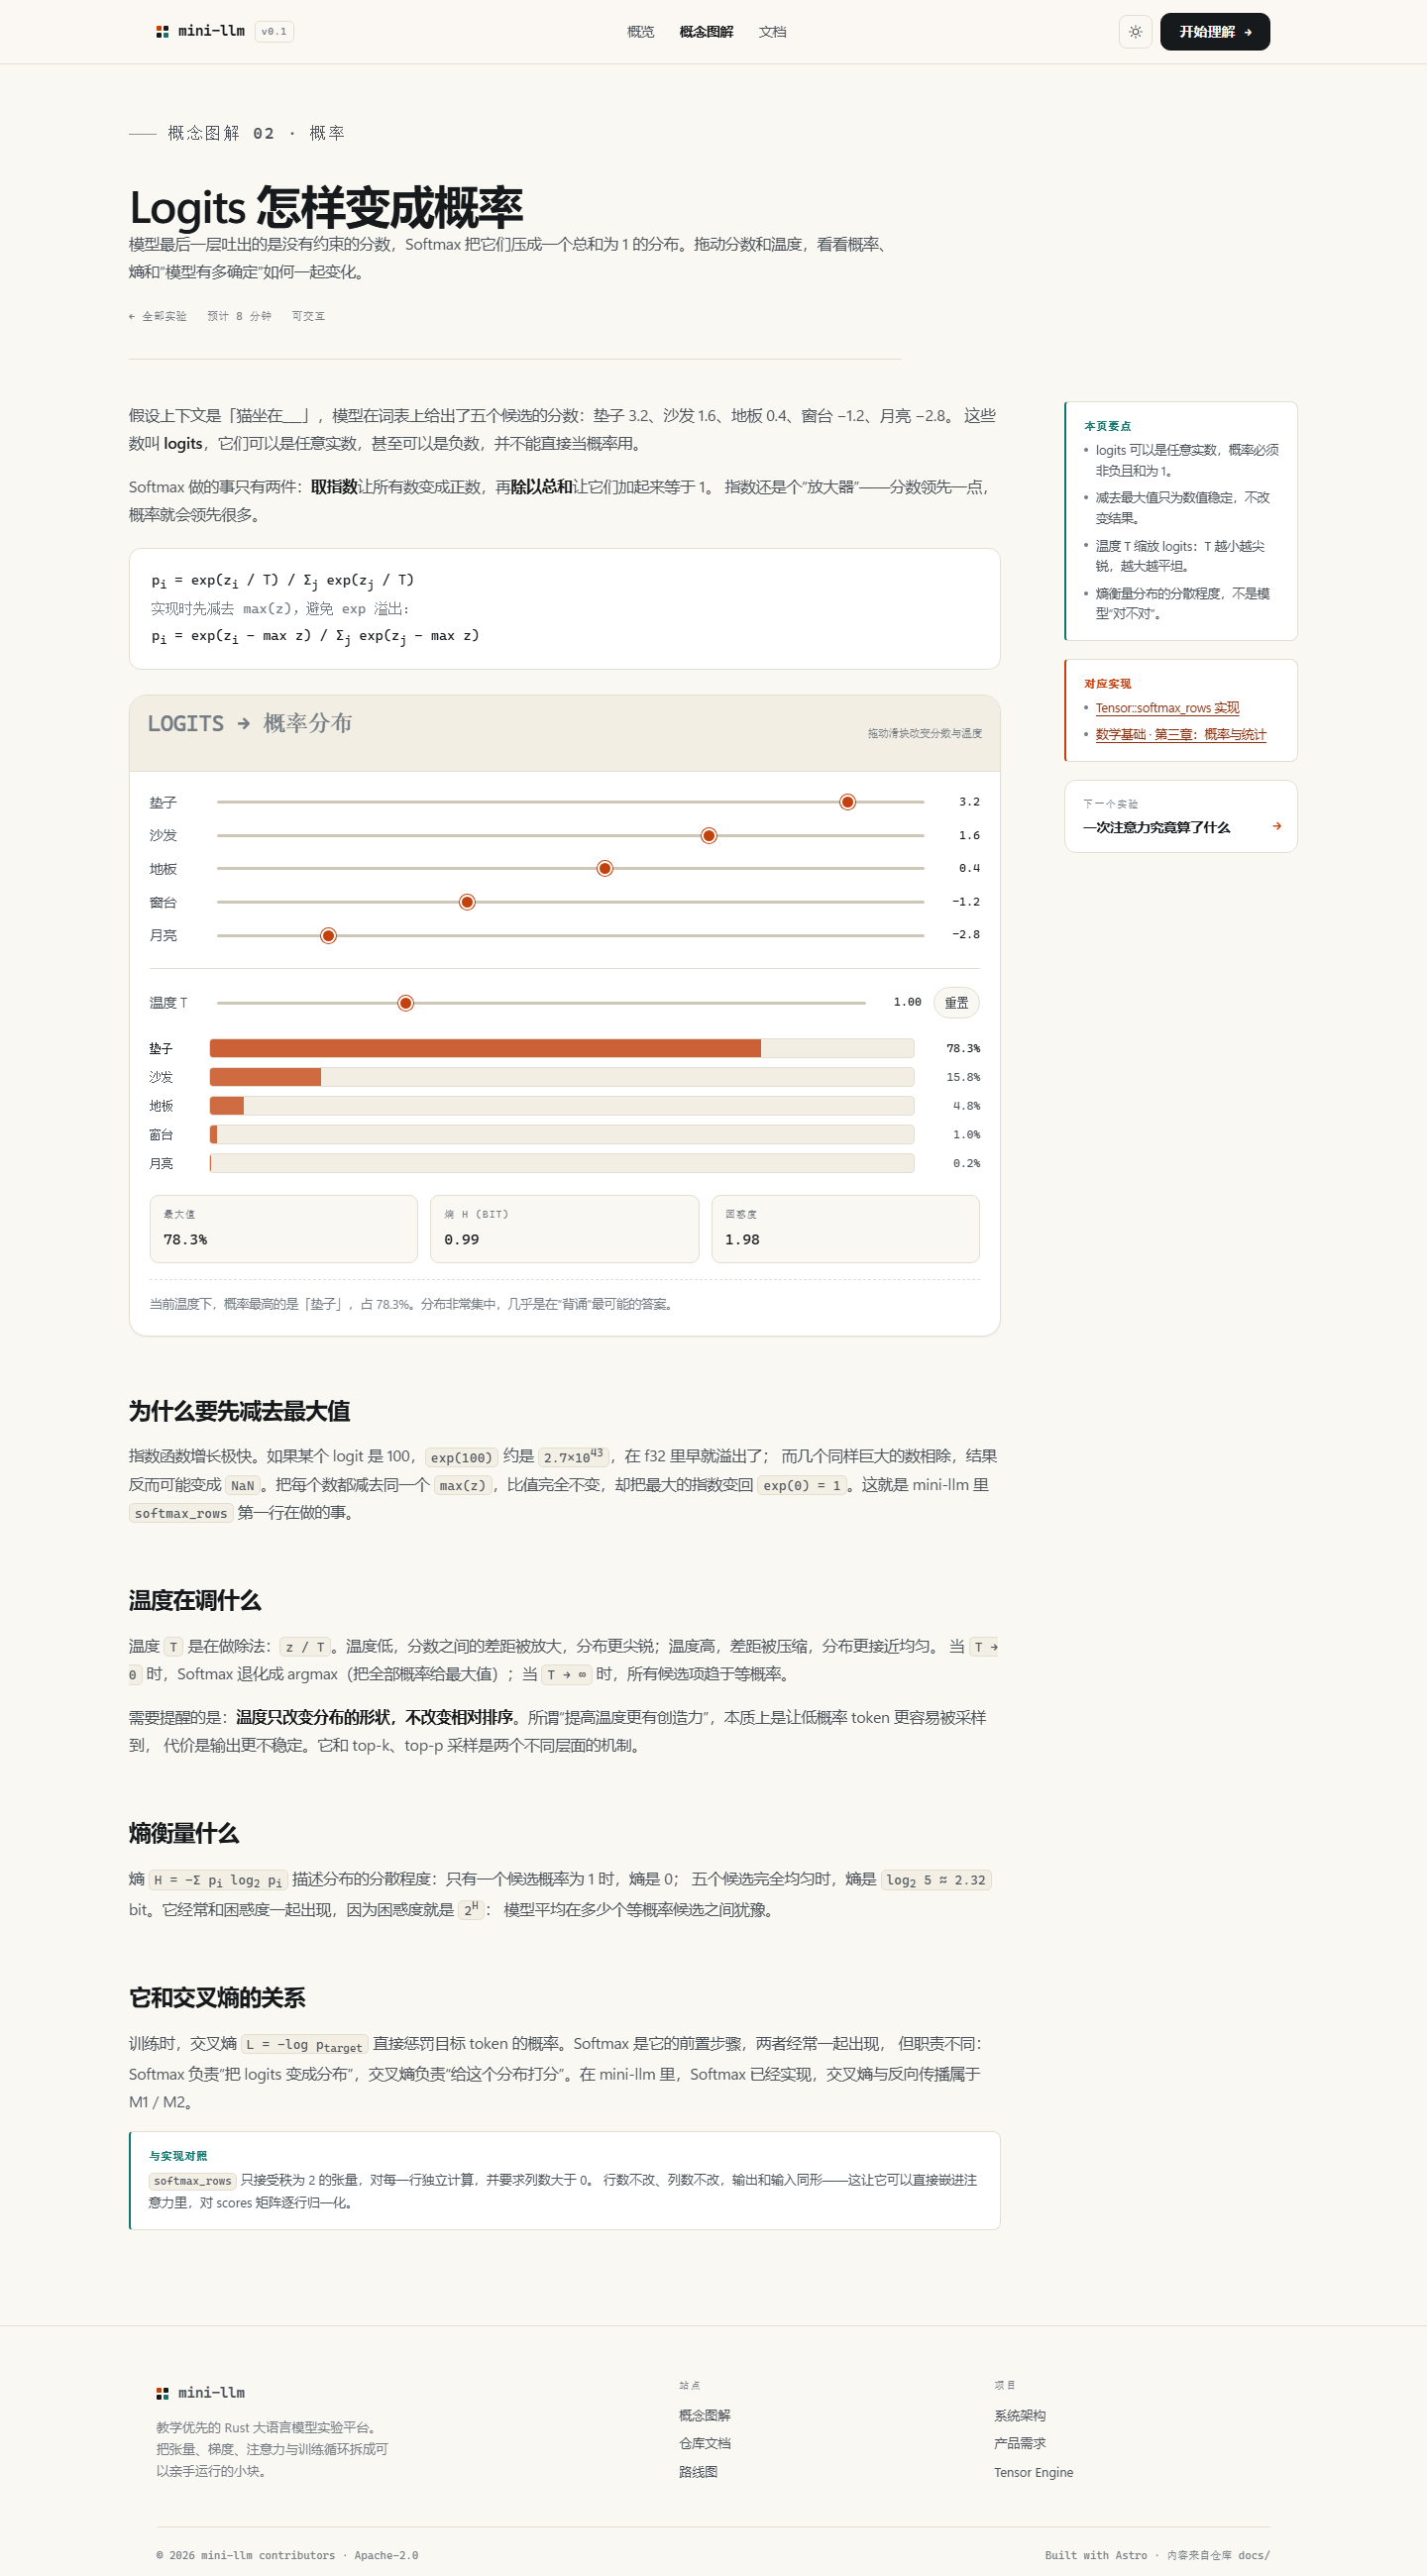 mini-llm v0.1 概览 概念图解 文档 开始理解 →
概念图解 02 · 概率
Logits 怎样变成概率
模型最后一层吐出的是没有约束的分数，Softmax 把它们压成一个总和为 1 的分布。拖动分数和温度，看看概率、
熵和“模型有多确定”如何一起变化。
← 全部实验 预计 8 分钟 可交互
假设上下文是「猫坐在__」，模型在词表上给出了五个候选的分数：垫子 3.2、沙发 1.6、地板 0.4、窗台 −1.2、月亮 −2.8。 这些
数叫 logits，它们可以是任意实数，甚至可以是负数，并不能直接当概率用。
Softmax 做的事只有两件：取指数让所有数变成正数，再除以总和让它们加起来等于 1。 指数还是个“放大器”——分数领先一点，
概率就会领先很多。
pi = exp(zi / T) / Σj exp(zj / T)
实现时先减去 max(z)，避免 exp 溢出：
pi = exp(zi − max z) / Σj exp(zj − max z)
LOGITS → 概率分布
拖动滑块改变分数与温度
垫子 3.2
沙发 1.6
地板 0.4
窗台 −1.2
月亮 −2.8
温度 T 1.00 重置
垫子 78.3%
沙发 15.8%
地板 4.8%
窗台 1.0%
月亮 0.2%
最大值 熵 H (BIT) 困惑度
78.3% 0.99 1.98
当前温度下，概率最高的是「垫子」，占 78.3%。分布非常集中，几乎是在“背诵”最可能的答案。
本页要点
logits 可以是任意实数，概率必须
非负且和为 1。
减去最大值只为数值稳定，不改
变结果。
温度 T 缩放 logits：T 越小越尖
锐，越大越平坦。
熵衡量分布的分散程度，不是模
型“对不对”。
对应实现
Tensor::softmax_rows 实现
数学基础 · 第三章：概率与统计
下一个实验
一次注意力究竟算了什么 →
为什么要先减去最大值
指数函数增长极快。如果某个 logit 是 100，exp(100) 约是 2.7×10⁴³，在 f32 里早就溢出了； 而几个同样巨大的数相除，结果
反而可能变成 NaN。把每个数都减去同一个 max(z)，比值完全不变，却把最大的指数变回 exp(0) = 1。这就是 mini-llm 里
softmax_rows 第一行在做的事。
温度在调什么
温度 T 是在做除法：z / T。温度低，分数之间的差距被放大，分布更尖锐；温度高，差距被压缩，分布更接近均匀。 当 T →
0 时，Softmax 退化成 argmax（把全部概率给最大值）；当 T → ∞ 时，所有候选项趋于等概率。
需要提醒的是：温度只改变分布的形状，不改变相对排序。所谓“提高温度更有创造力”，本质上是让低概率 token 更容易被采样
到， 代价是输出更不稳定。它和 top-k、top-p 采样是两个不同层面的机制。
熵衡量什么
熵 H = −Σ pi log₂ pi 描述分布的分散程度：只有一个候选概率为 1 时，熵是 0； 五个候选完全均匀时，熵是 log₂ 5 ≈ 2.32
bit。它经常和困惑度一起出现，因为困惑度就是 2ᴴ： 模型平均在多少个等概率候选之间犹豫。
它和交叉熵的关系
训练时，交叉熵 L = −log ptarget 直接惩罚目标 token 的概率。Softmax 是它的前置步骤，两者经常一起出现， 但职责不同：
Softmax 负责“把 logits 变成分布”，交叉熵负责“给这个分布打分”。在 mini-llm 里，Softmax 已经实现，交叉熵与反向传播属于
M1 / M2。
与实现对照
softmax_rows 只接受秩为 2 的张量，对每一行独立计算，并要求列数大于 0。 行数不改、列数不改，输出和输入同形——这让它可以直接嵌进注
意力里，对 scores 矩阵逐行归一化。
mini-llm
教学优先的 Rust 大语言模型实验平台。
把张量、梯度、注意力与训练循环拆成可
以亲手运行的小块。
站点
概念图解
仓库文档
路线图
项目
系统架构
产品需求
Tensor Engine
© 2026 mini-llm contributors · Apache-2.0
Built with Astro · 内容来自仓库 docs/